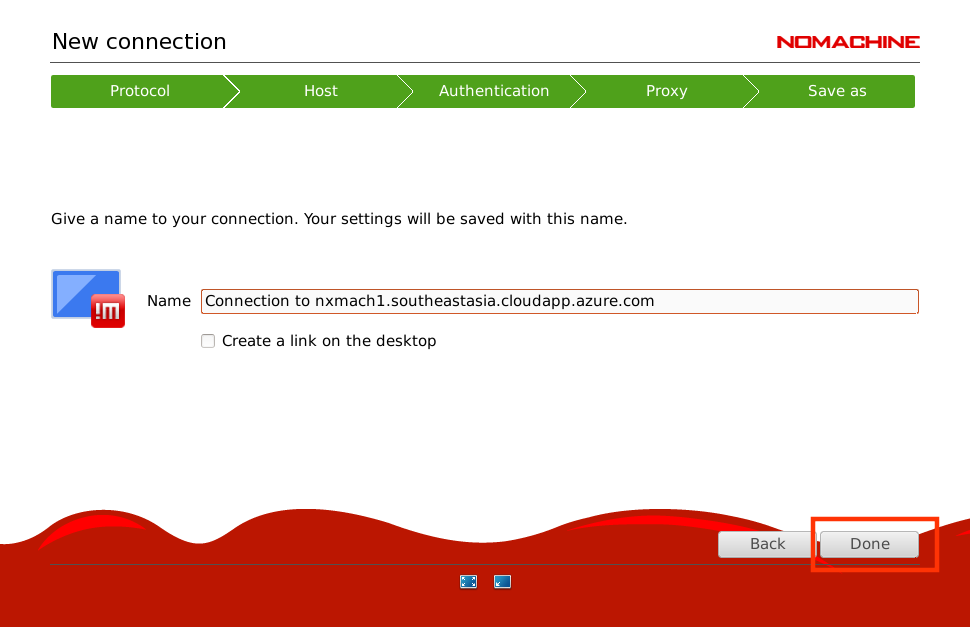 New connection
NOMACHINE
Protocol Host Authentication Proxy Save as
Give a name to your connection. Your settings will be saved with this name.
!m
Name Connection to nxmach1.southeastasia.cloudapp.azure.com
Create a link on the desktop
Back Done